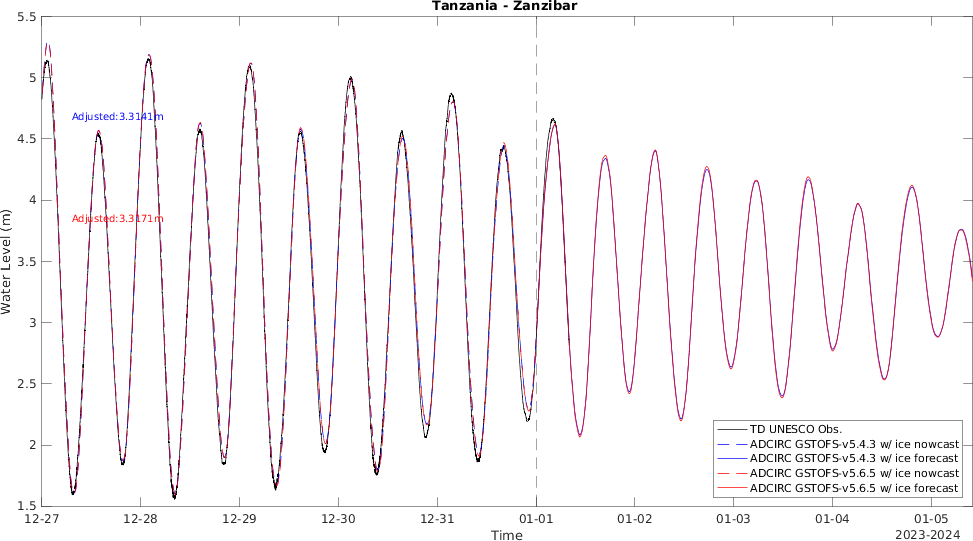 Tanzania - Zanzibar
5.5
5
4.5
4
3.5
3
2.5
2
1.5
Water Level (m)
Adjusted:3.3141m
Adjusted:3.3171m
TD UNESCO Obs.
ADCIRC GSTOFS-v5.4.3 w/ ice nowcast
ADCIRC GSTOFS-v5.4.3 w/ ice forecast
ADCIRC GSTOFS-v5.6.5 w/ ice nowcast
ADCIRC GSTOFS-v5.6.5 w/ ice forecast
12-27 12-28 12-29 12-30 12-31 01-01 01-02 01-03 01-04 01-05
Time
2023-2024